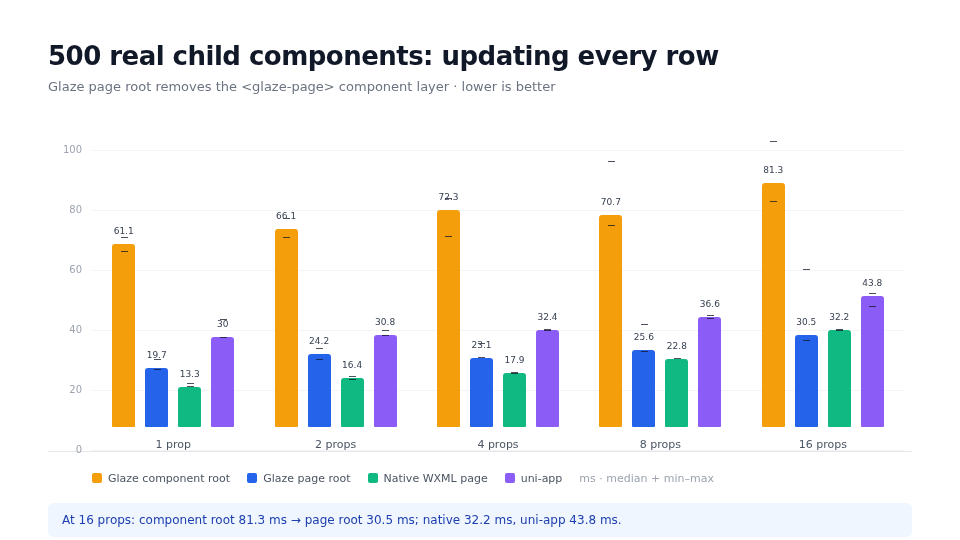 500 real child components: updating every row
Glaze page root removes the <glaze-page> component layer · lower is better
100
80
60
40
20
0
61.1
19.7
13.3
30
66.1
24.2
16.4
30.8
72.3
23.1
17.9
32.4
70.7
25.6
22.8
36.6
81.3
30.5
32.2
43.8
1 prop
2 props
4 props
8 props
16 props
Glaze component root
Glaze page root
Native WXML page
uni-app
ms · median + min–max
At 16 props: component root 81.3 ms → page root 30.5 ms; native 32.2 ms, uni-app 43.8 ms.